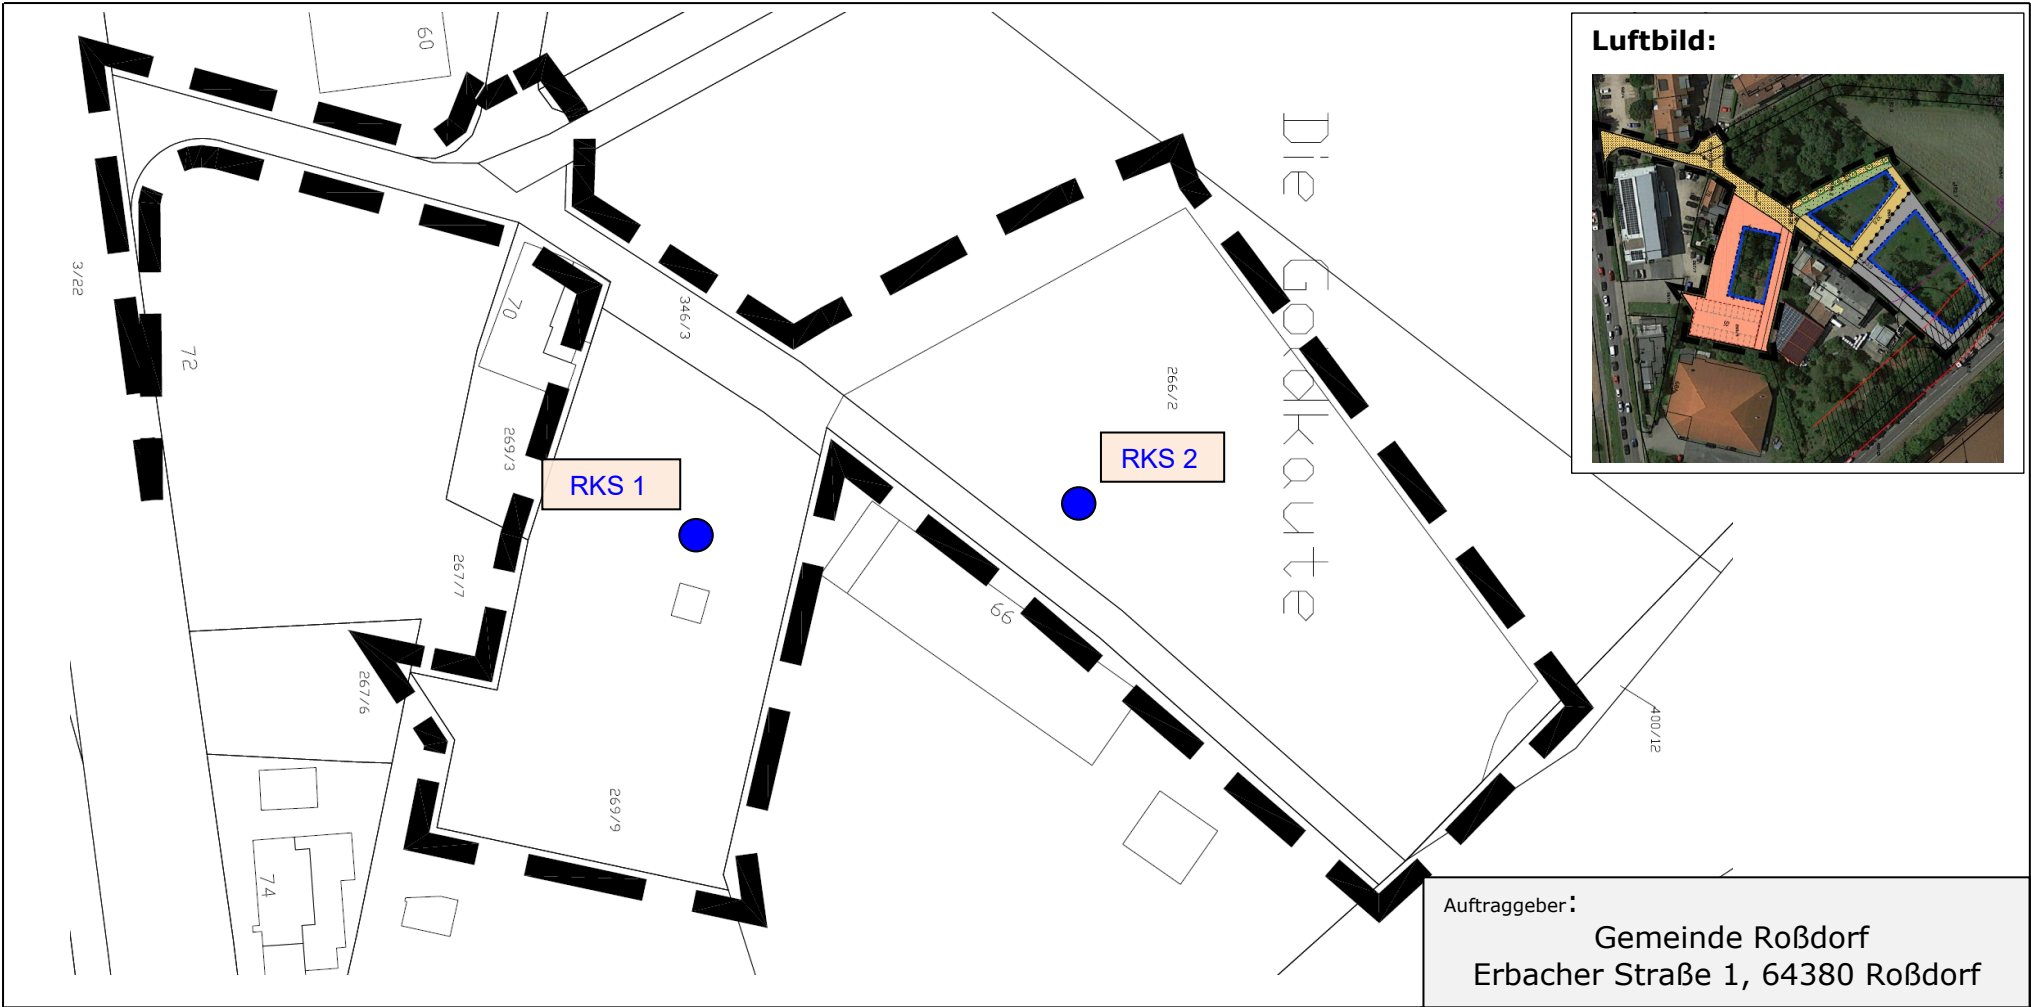 Luftbild:
60
Die Gordkaute
3/22
72
70
346/3
266/2
269/3
RKS 1
RKS 2
267/7
66
267/6
400/12
269/9
74
Auftraggeber:
Gemeinde Roßdorf
Erbacher Straße 1, 64380 Roßdorf